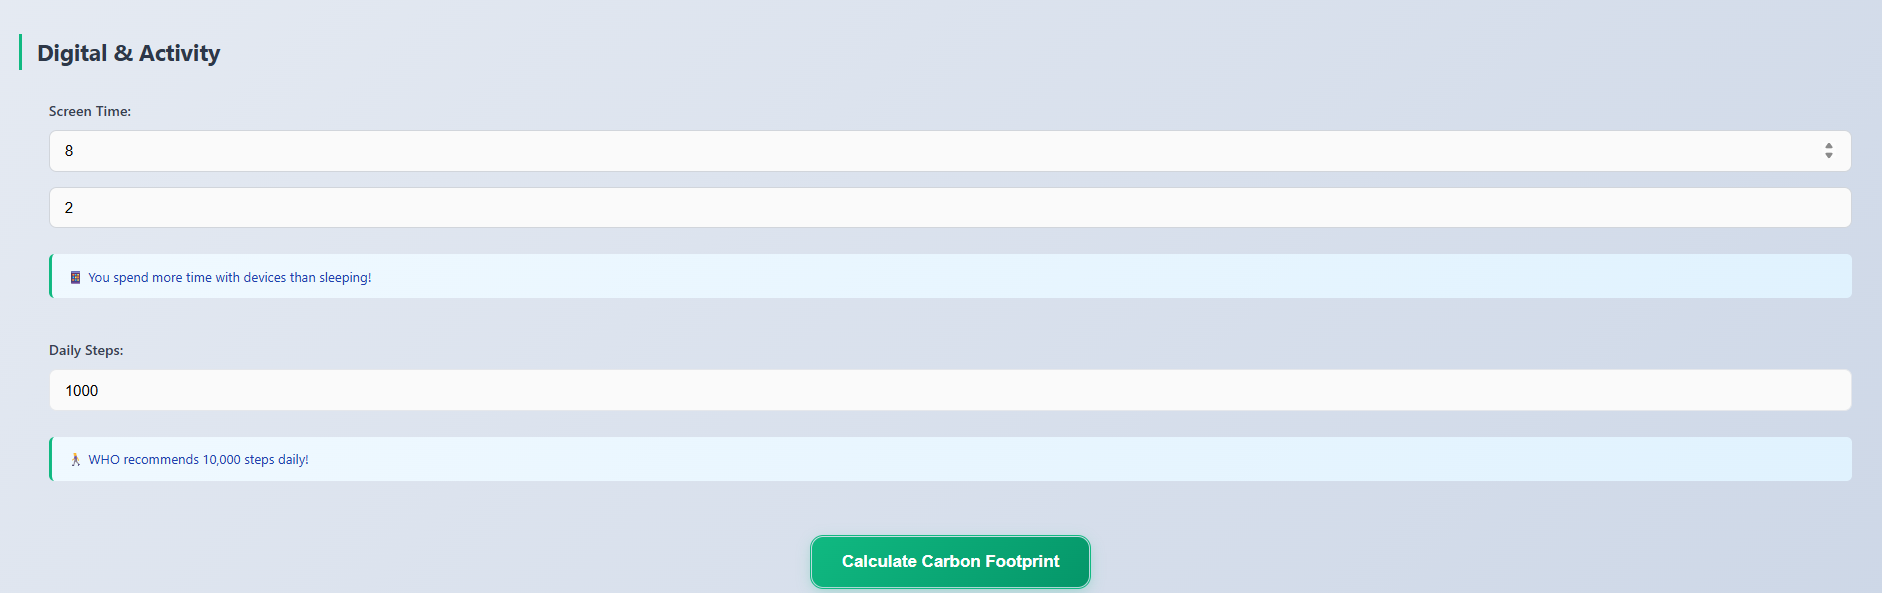 Digital & Activity
Screen Time:
8
2
You spend more time with devices than sleeping!
Daily Steps:
1000
WHO recommends 10,000 steps daily!
Calculate Carbon Footprint